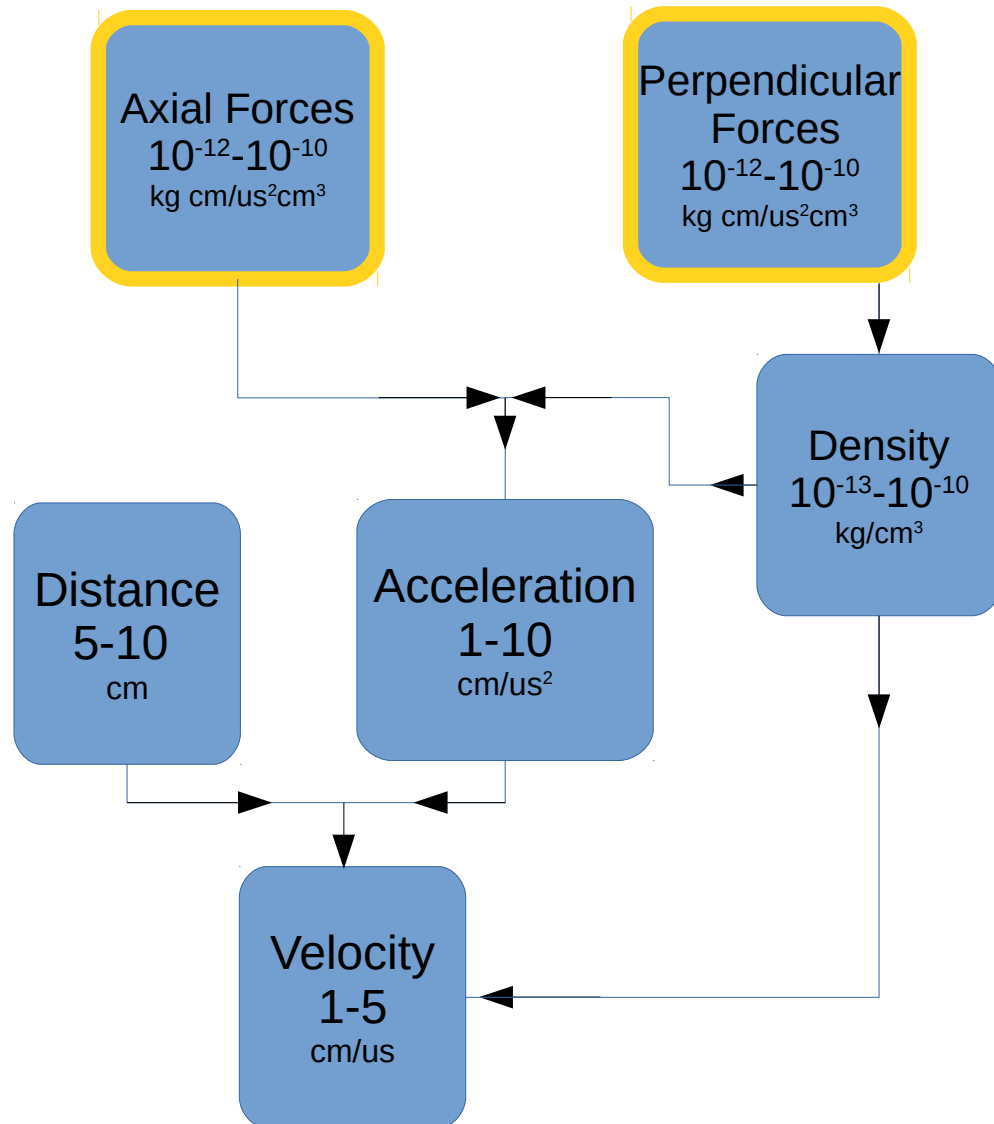 Axial Forces
10⁻¹²-10⁻¹⁰
kg cm/us²cm³
Perpendicular
Forces
10⁻¹²-10⁻¹⁰
kg cm/us²cm³
Density
10⁻¹³-10⁻¹⁰
kg/cm³
Distance
5-10
cm
Acceleration
1-10
cm/us²
Velocity
1-5
cm/us